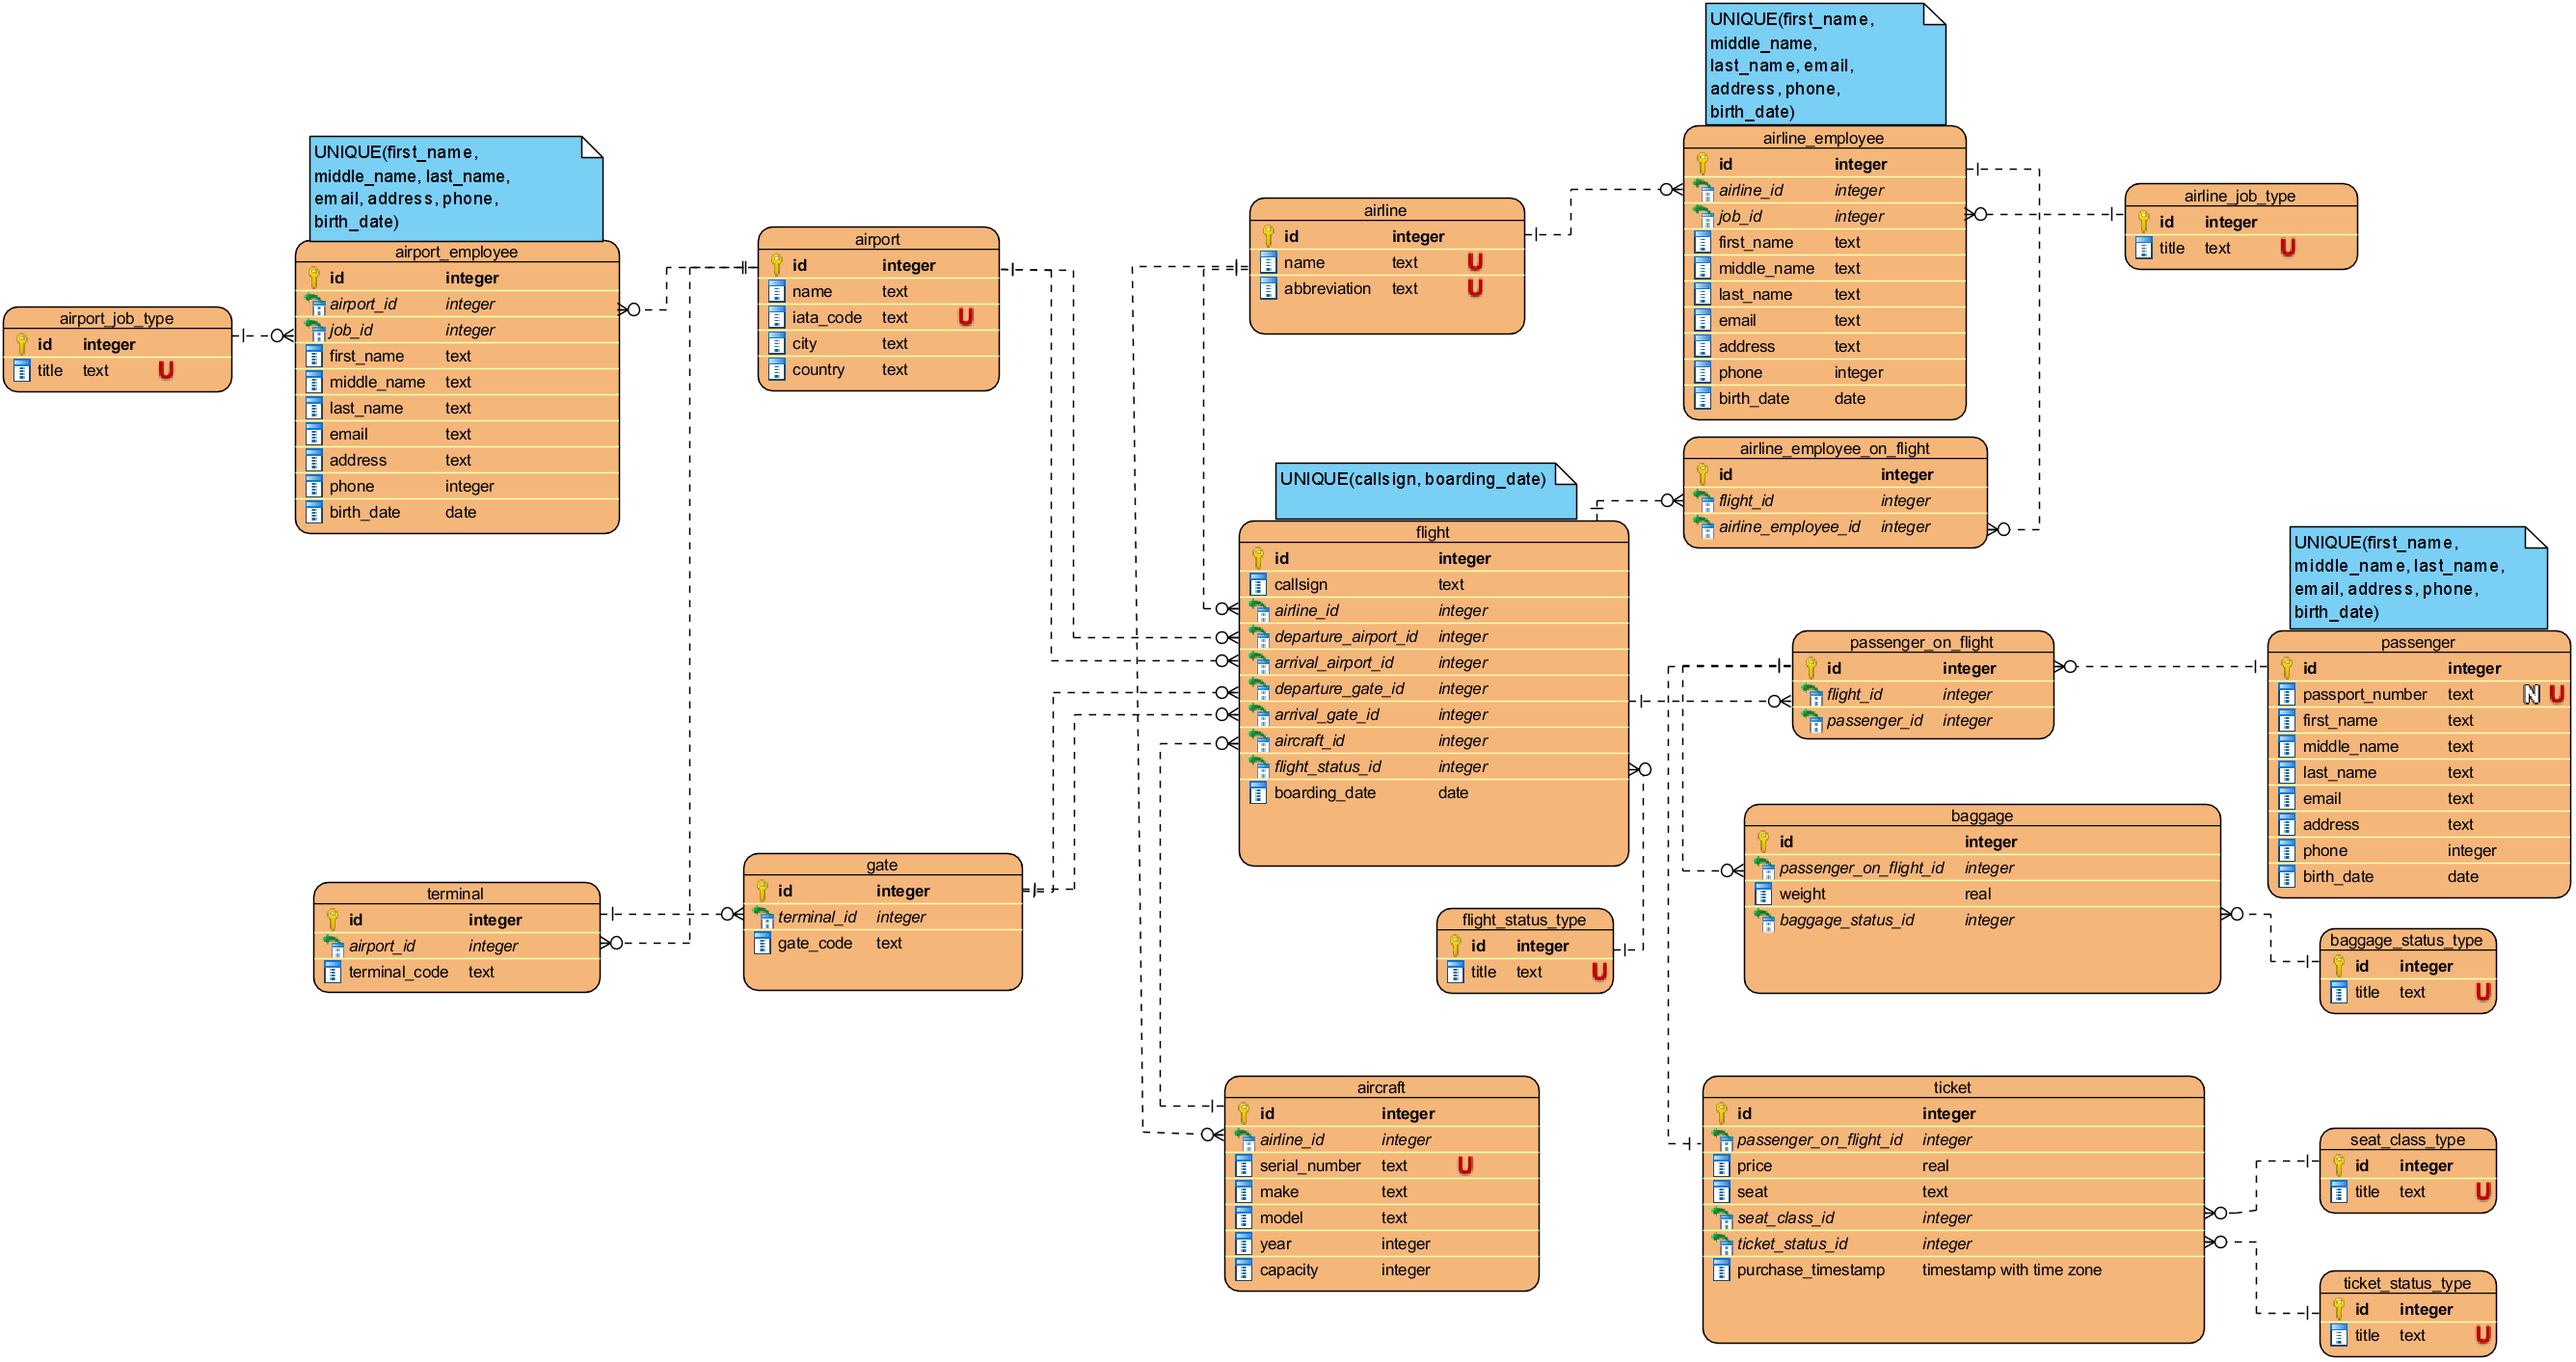 UNIQUE(first_name,
middle_name, last_name,
email, address, phone,
birth_date)
airport_employee
id integer
airport_id integer
job_id integer
first_name text
middle_name text
last_name text
email text
address text
phone integer
birth_date date
airport_job_type
id integer
title text U
airport
id integer
name text
iata_code text U
city text
country text
airline
id integer
name text U
abbreviation text U
UNIQUE(first_name,
middle_name,
last_name, email,
address, phone,
birth_date)
airline_employee
id integer
airline_id integer
job_id integer
first_name text
middle_name text
last_name text
email text
address text
phone integer
birth_date date
airline_job_type
id integer
title text U
airline_employee_on_flight
id integer
flight_id integer
airline_employee_id integer
UNIQUE(callsign, boarding_date)
flight
id integer
callsign text
airline_id integer
departure_airport_id integer
arrival_airport_id integer
departure_gate_id integer
arrival_gate_id integer
aircraft_id integer
flight_status_id integer
boarding_date date
passenger_on_flight
id integer
flight_id integer
passenger_id integer
UNIQUE(first_name,
middle_name, last_name,
email, address, phone,
birth_date)
passenger
id integer
passport_number text N U
first_name text
middle_name text
last_name text
email text
address text
phone integer
birth_date date
baggage
id integer
passenger_on_flight_id integer
weight real
baggage_status_id integer
baggage_status_type
id integer
title text U
flight_status_type
id integer
title text U
terminal
id integer
airport_id integer
terminal_code text
gate
id integer
terminal_id integer
gate_code text
aircraft
id integer
airline_id integer
serial_number text U
make text
model text
year integer
capacity integer
ticket
id integer
passenger_on_flight_id integer
price real
seat text
seat_class_id integer
ticket_status_id integer
purchase_timestamp timestamp with time zone
seat_class_type
id integer
title text U
ticket_status_type
id integer
title text U